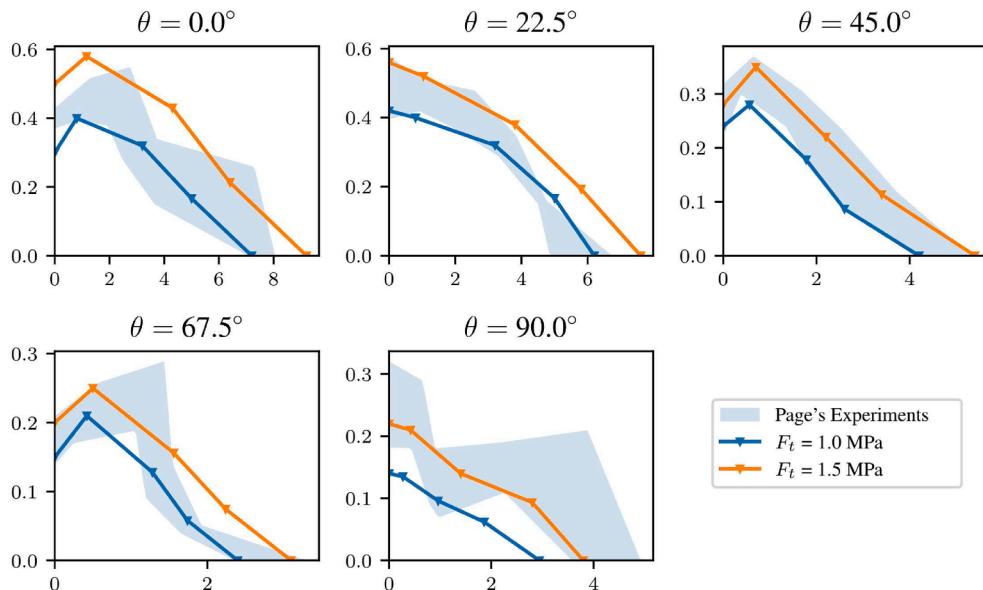 θ = 0.0°
0.6
0.4
0.2
0.0
0 2 4 6 8
θ = 22.5°
0.6
0.4
0.2
0.0
0 2 4 6
θ = 45.0°
0.3
0.2
0.1
0.0
0 2 4
θ = 67.5°
0.3
0.2
0.1
0.0
0 2
θ = 90.0°
0.3
0.2
0.1
0.0
0 2 4
Page's Experiments
F_t = 1.0 MPa
F_t = 1.5 MPa